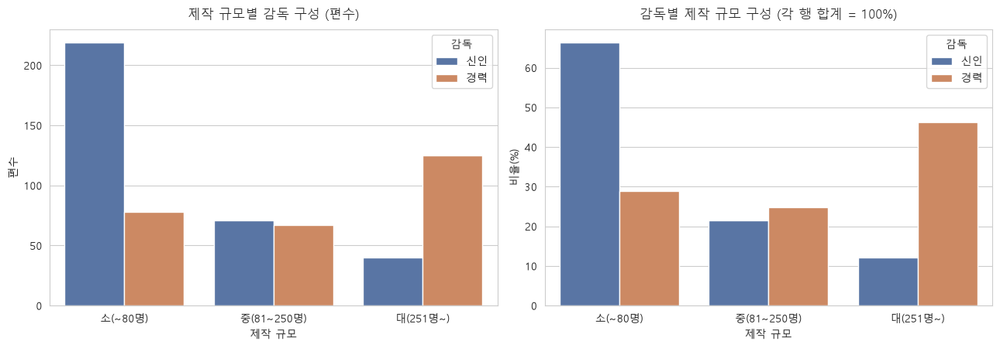 제작 규모별 감독 구성 (편수)
편수
200
150
100
50
0
감독
신인
경력
소(~80명)
중(81~250명)
대(251명~)
제작 규모
감독별 제작 규모 구성 (각 행 합계 = 100%)
비율(%)
60
50
40
30
20
10
0
감독
신인
경력
소(~80명)
중(81~250명)
대(251명~)
제작 규모